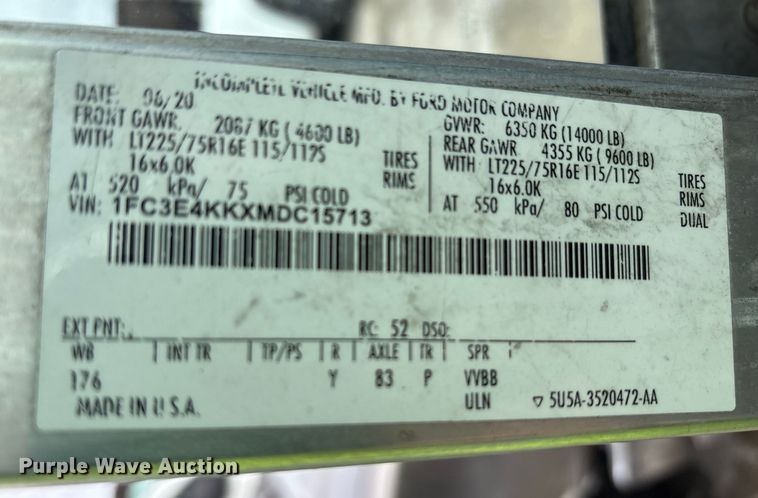 INCOMPLETE VEHICLE MFD. BY FORD MOTOR COMPANY
DATE: 06/20 GVWR: 6350 KG (14000 LB)
FRONT GAWR: 2087 KG (4600 LB) REAR GAWR 4355 KG (9600 LB)
WITH LT225/75R16E 115/112S TIRES WITH LT225/75R16E 115/112S TIRES
16x6.0K RIMS 16x6.0K RIMS
AT 520 kPa/ 75 PSI COLD AT 550 kPa/ 80 PSI COLD DUAL
VIN: 1FC3E4KKXMDC15713
EXT PNT: RC: 52 DSO:
WB INT TR TP/PS R AXLE TR SPR
176 Y 83 P VVBB
MADE IN U.S.A. ULN 5U5A-3520472-AA
Purple Wave Auction